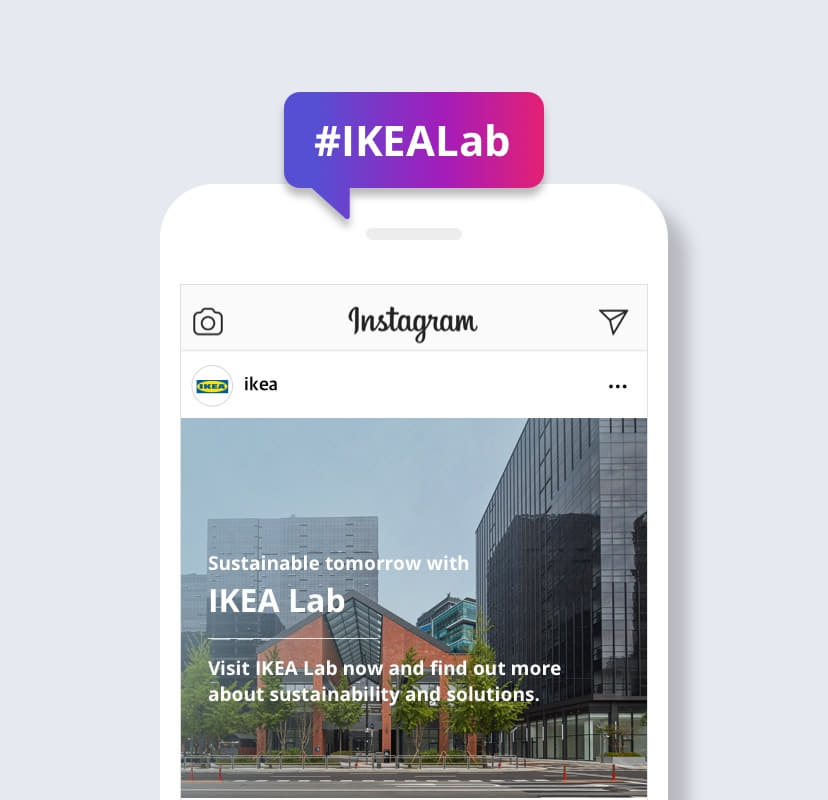 #IKEALab
Instagram
IKEA
ikea
Sustainable tomorrow with
IKEA Lab
Visit IKEA Lab now and find out more
about sustainability and solutions.